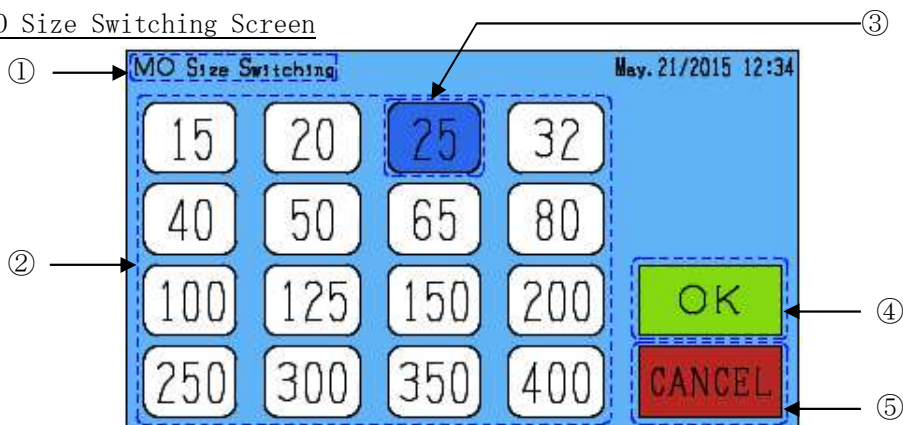 O Size Switching Screen
③
①
MO Size Switching
May. 21/2015 12:34
15 20 25 32
40 50 65 80
②
100 125 150 200
OK
④
250 300 350 400
CANCEL
⑤